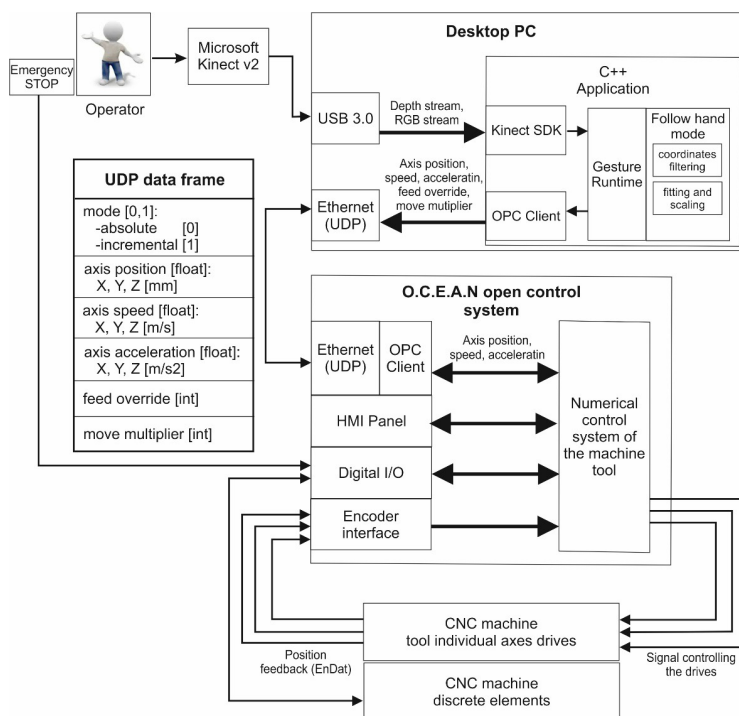 Emergency
STOP
Operator
Microsoft
Kinect v2
Desktop PC
C++
Application
USB 3.0
Depth stream,
RGB stream
Kinect SDK
Gesture
Runtime
Follow hand
mode
coordinates
filtering
fitting and
scaling
Axis position,
speed, acceleratin,
feed override,
move multiplier
Ethernet
(UDP)
OPC Client
UDP data frame
mode [0,1]:
-absolute [0]
-incremental [1]
axis position [float]:
X, Y, Z [mm]
axis speed [float]:
X, Y, Z [m/s]
axis acceleration [float]:
X, Y, Z [m/s2]
feed override [int]
move multiplier [int]
O.C.E.A.N open control
system
Ethernet
(UDP)
OPC
Client
Axis position,
speed, acceleratin
HMI Panel
Digital I/O
Encoder
interface
Numerical
control
system of
the machine
tool
CNC machine
tool individual axes drives
Position
feedback (EnDat)
Signal controlling
the drives
CNC machine
discrete elements